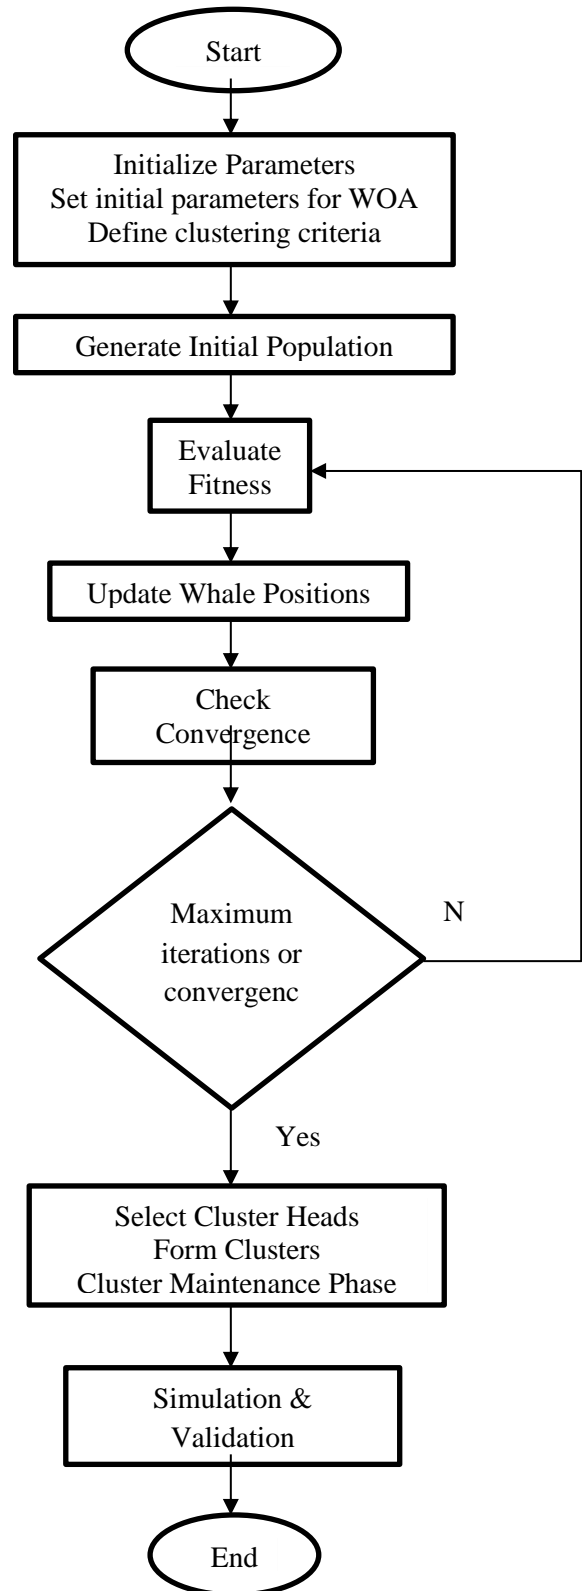 Start
Initialize Parameters
Set initial parameters for WOA
Define clustering criteria
Generate Initial Population
Evaluate
Fitness
Update Whale Positions
Check
Convergence
Maximum
iterations or
convergenc
N
Yes
Select Cluster Heads
Form Clusters
Cluster Maintenance Phase
Simulation &
Validation
End